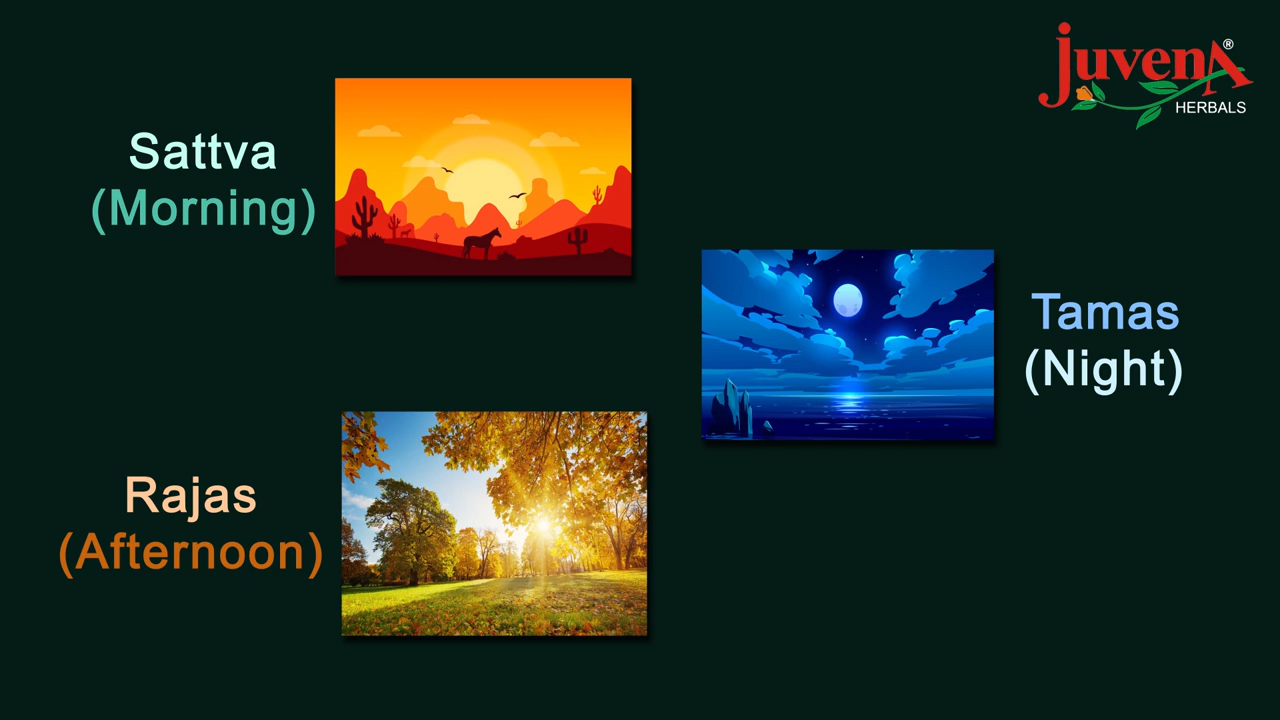 juvenA®
HERBALS
Sattva
(Morning)
Tamas
(Night)
Rajas
(Afternoon)